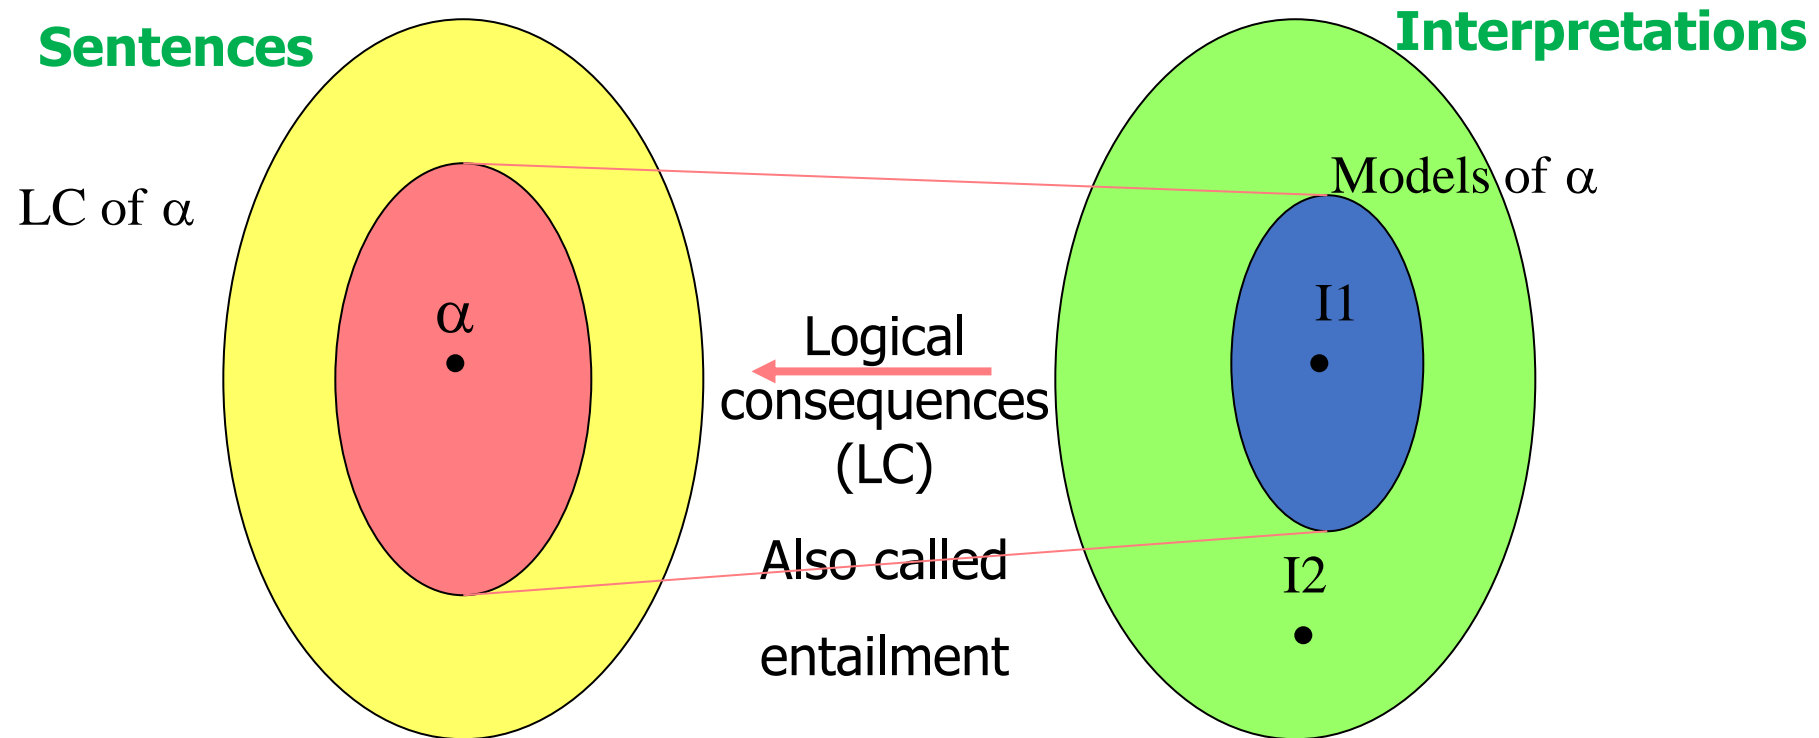 Sentences
Interpretations
LC of α
Models of α
α
I1
Logical
consequences
(LC)
Also called
entailment
I2